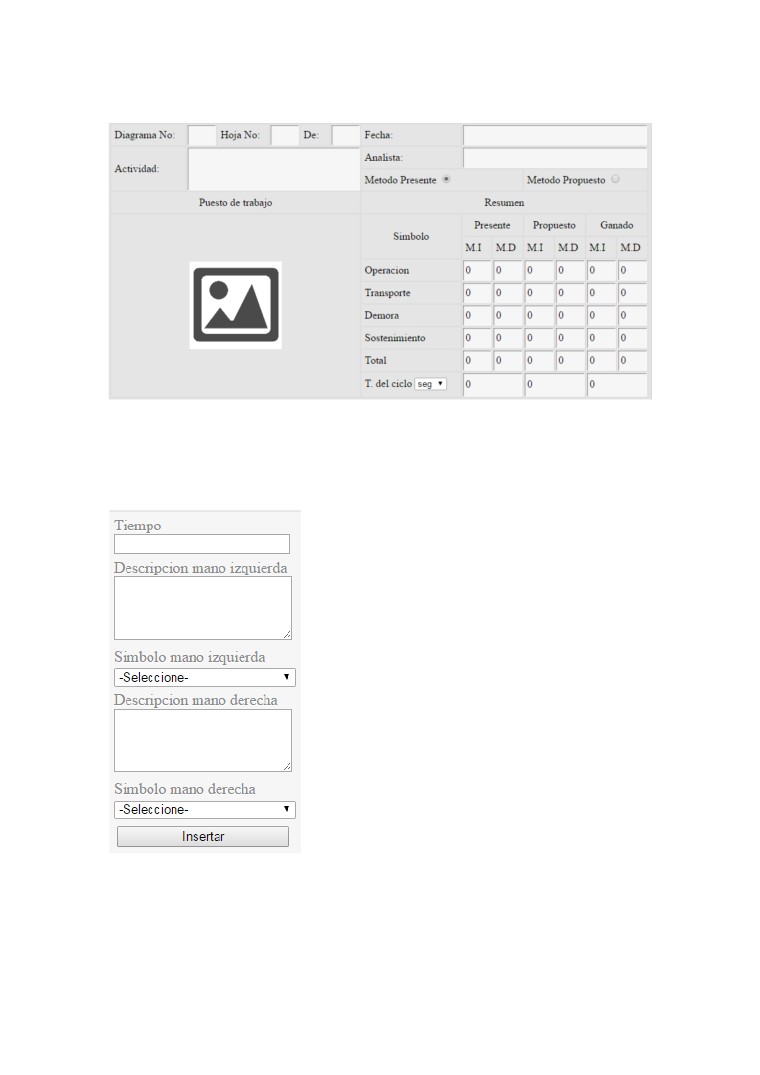 Diagrama No: Hoja No: De: Fecha:
Actividad:
Analista:
Metodo Presente Metodo Propuesto
Puesto de trabajo Resumen
Simbolo
Presente Propuesto Ganado
M.I M.D M.I M.D M.I M.D
Operacion 0 0 0 0 0 0
Transporte 0 0 0 0 0 0
Demora 0 0 0 0 0 0
Sostenimiento 0 0 0 0 0 0
Total 0 0 0 0 0 0
T. del ciclo seg 0 0 0
Tiempo
Descripcion mano izquierda
Simbolo mano izquierda
-Seleccione-
Descripcion mano derecha
Simbolo mano derecha
-Seleccione-
Insertar